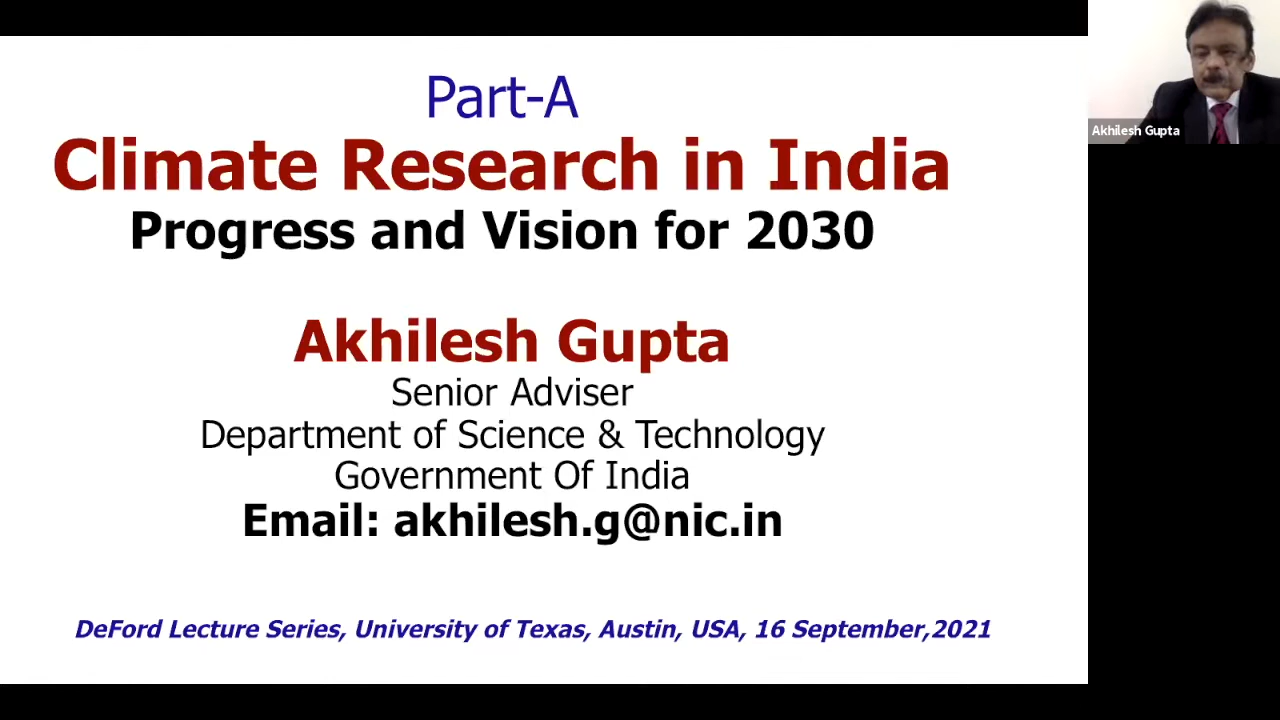 Part-A
Climate Research in India
Progress and Vision for 2030
Akhilesh Gupta
Senior Adviser
Department of Science & Technology
Government Of India
Email: akhilesh.g@nic.in
DeFord Lecture Series, University of Texas, Austin, USA, 16 September,2021
Akhilesh Gupta